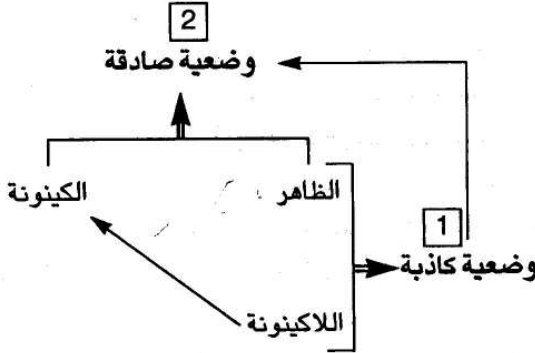 2
وضعية صادقة
الظاهر
الكينونة
1
وضعية كاذبة
اللاكينونة